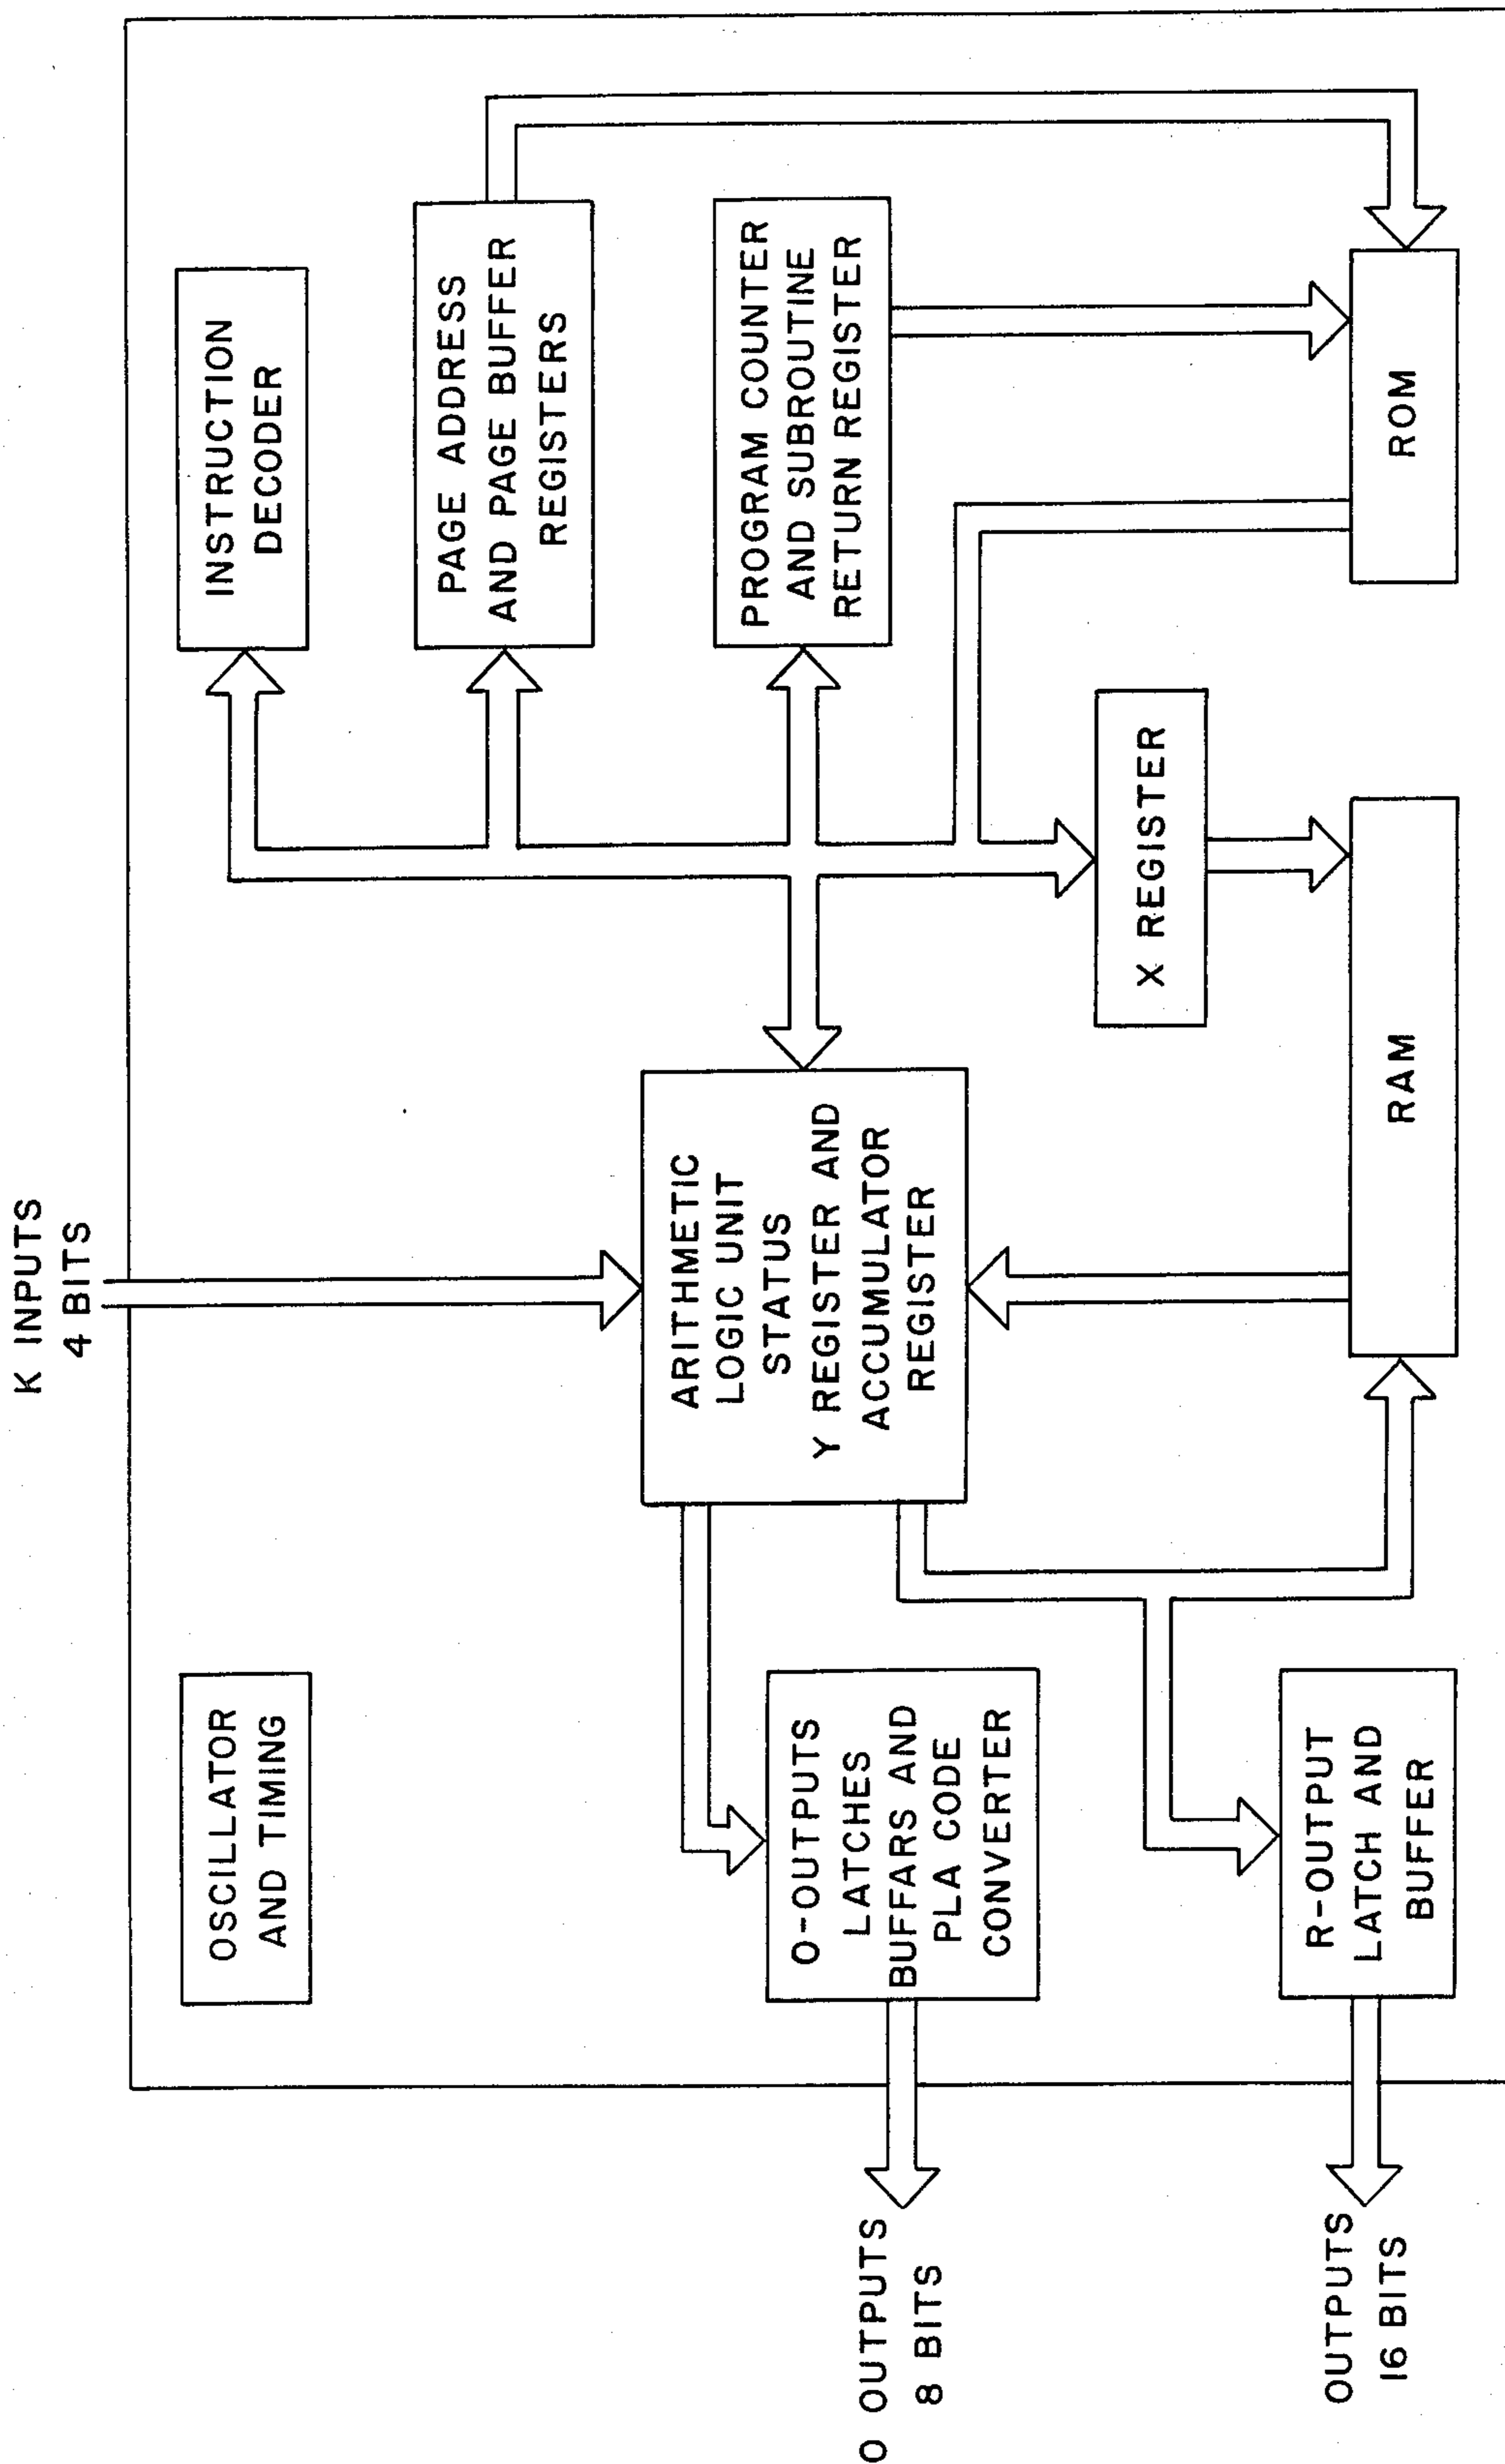 K INPUTS
4 BITS
OSCILLATOR
AND TIMING
INSTRUCTION
DECODER
PAGE ADDRESS
AND PAGE BUFFER
REGISTERS
ARITHMETIC
LOGIC UNIT
STATUS
Y REGISTER AND
ACCUMULATOR
REGISTER
PROGRAM COUNTER
AND SUBROUTINE
RETURN REGISTER
O-OUTPUTS
LATCHES
BUFFARS AND
PLA CODE
CONVERTER
O OUTPUTS
8 BITS
X REGISTER
R-OUTPUT
LATCH AND
BUFFER
OUTPUTS
16 BITS
RAM
ROM